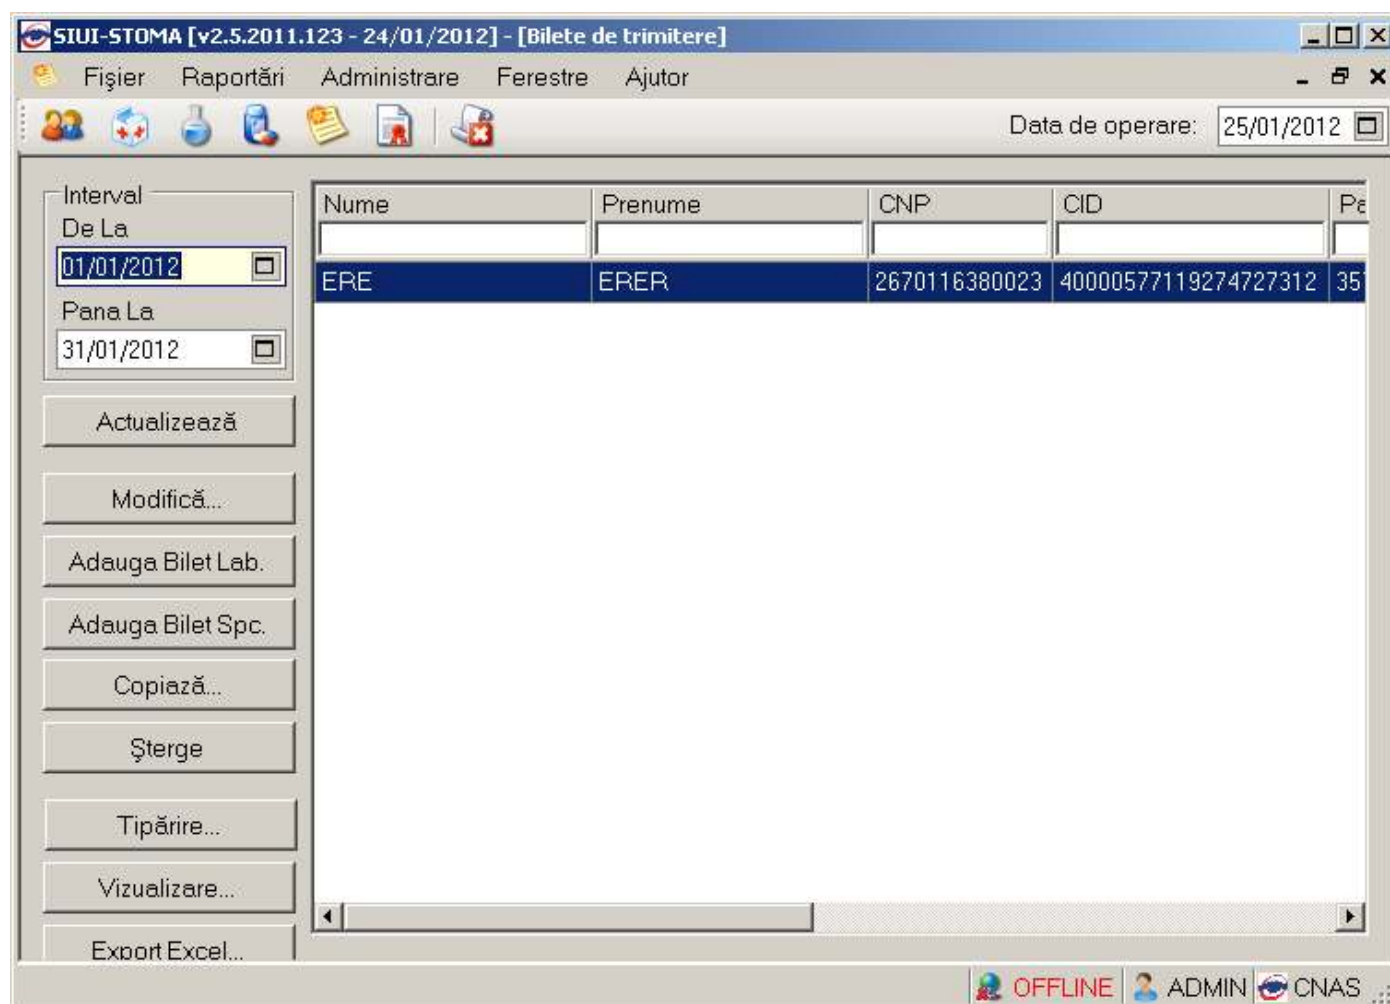 SIUI-STOMA [v2.5.2011.123 - 24/01/2012] - [Bilete de trimitere]
Fişier Raportări Administrare Ferestre Ajutor
Data de operare: 25/01/2012
Interval
De La
01/01/2012
Pana La
31/01/2012
Actualizează
Modifică...
Adauga Bilet Lab.
Adauga Bilet Spc.
Copiază...
Şterge
Tipărire...
Vizualizare...
Export Excel...
Nume Prenume CNP CID
ERE ERER 2670116380023 40000577119274727312 35
OFFLINE ADMIN CNAS